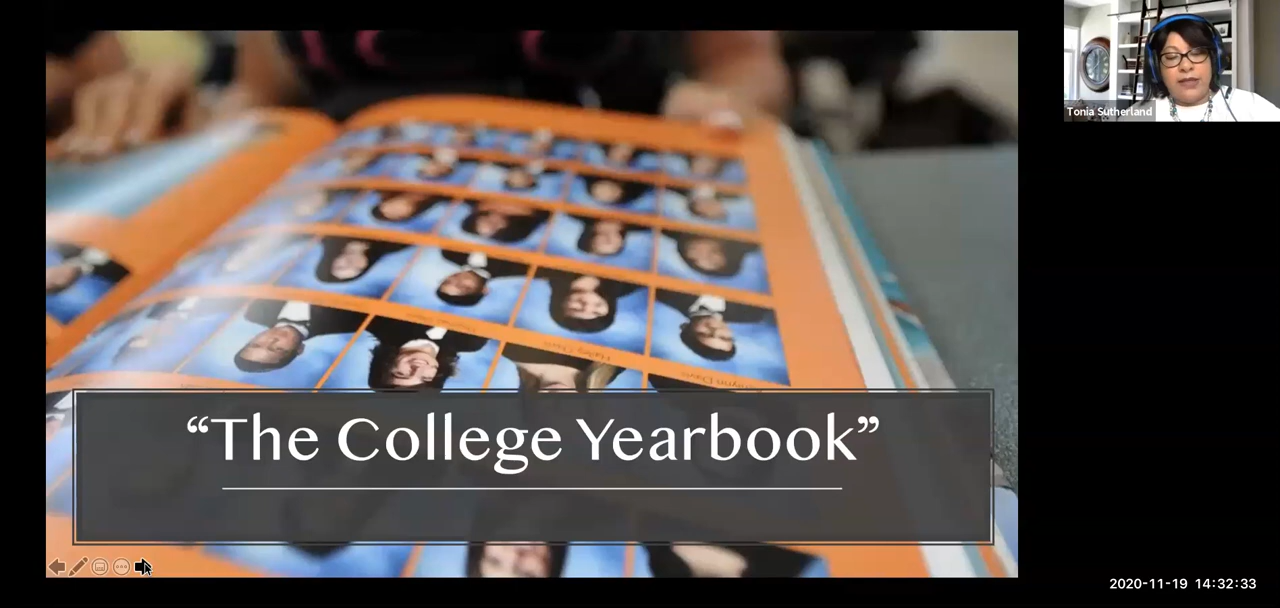 Tonia Sutherland
“The College Yearbook”
2020-11-19 14:32:33